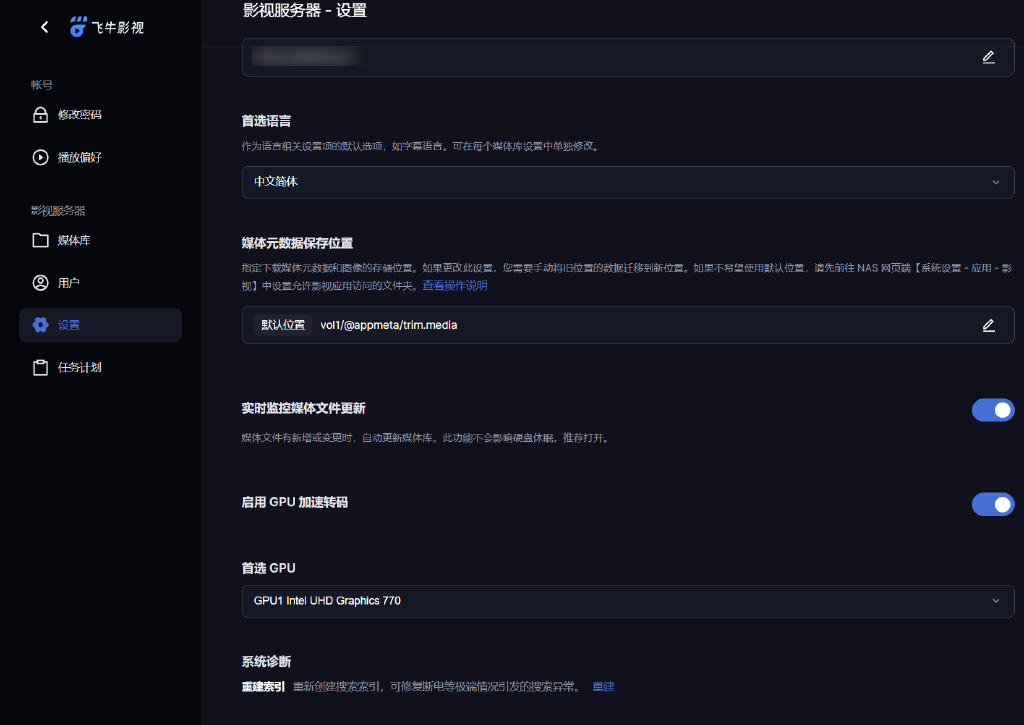 影视服务器 - 设置
飞牛影视
帐号
修改密码
播放偏好
影视服务器
媒体库
用户
设置
任务计划
首选语言
作为语言相关设置项的默认选项，如字幕语言。可在每个媒体库设置中单独修改。
中文简体
媒体元数据保存位置
指定下载媒体元数据和图像的存储位置。如果更改此设置，您需要手动将旧位置的数据迁移到新位置。如果不希望使用默认位置，请先前往 NAS 网页端【系统设置 - 应用 - 影
视】中设置允许影视应用访问的文件夹。查看操作说明
默认位置 vol1/@appmeta/trim.media
实时监控媒体文件更新
媒体文件有新增或变更时，自动更新媒体库。此功能不会影响硬盘休眠，推荐打开。
启用 GPU 加速转码
首选 GPU
GPU1 Intel UHD Graphics 770
系统诊断
重建索引 重新创建搜索索引，可修复断电等极端情况引发的搜索异常。 重建